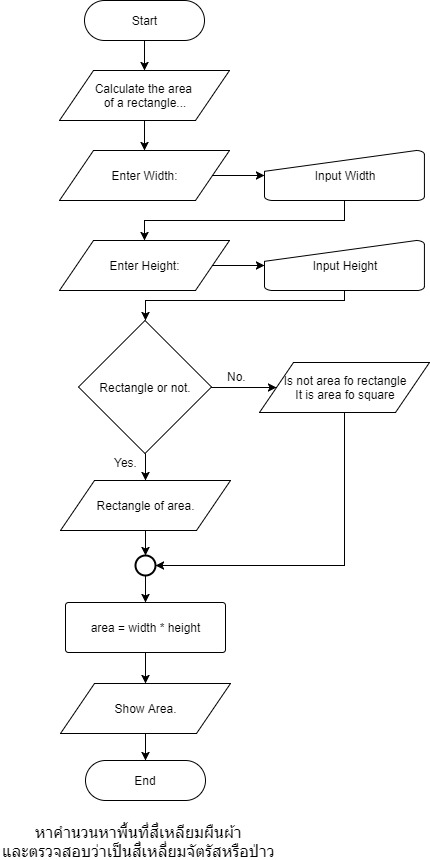 Start
Calculate the area
of a rectangle...
Enter Width:
Input Width
Enter Height:
Input Height
Rectangle or not.
No.
Is not area fo rectangle
It is area fo square
Yes.
Rectangle of area.
area = width * height
Show Area.
End
หาคำนวนหาพื้นที่สี่เหลียมผืนผ้า
และตรวจสอบว่าเป็นสี่เหลี่ยมจัตรัสหรือป่าว